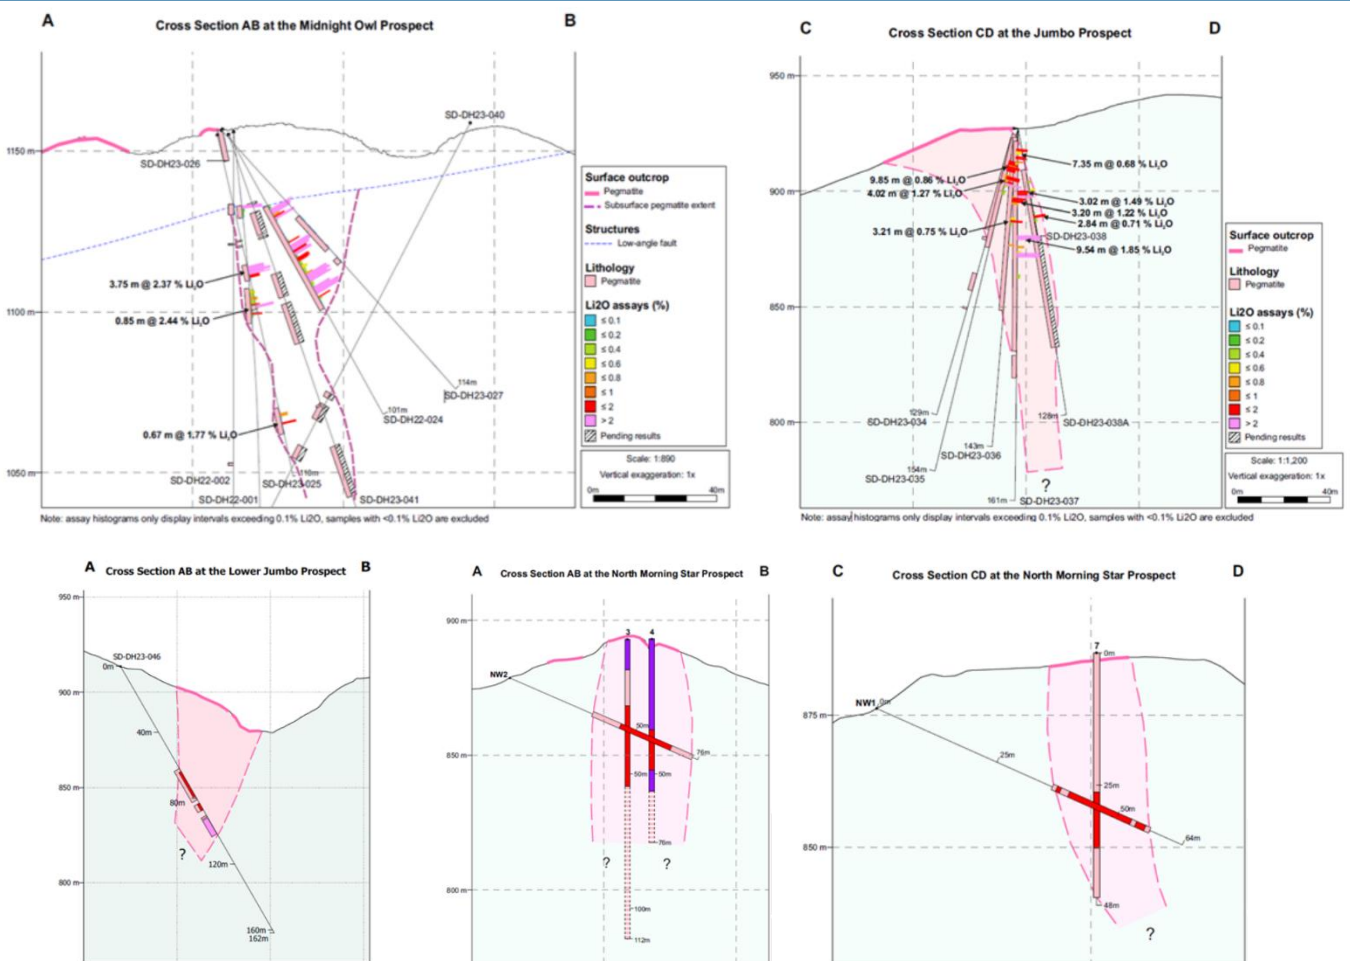 A
Cross Section AB at the Midnight Owl Prospect
B
1150 m
1100 m
1050 m
SD-DH23-040
SD-DH23-026
3.75 m @ 2.37 % Li2O
0.85 m @ 2.44 % Li2O
0.67 m @ 1.77 % Li2O
114m
SD-DH23-027
101m
SD-DH22-024
SD-DH22-002
110m
SD-DH23-025
SD-DH22-001
SD-DH23-041
Note: assay histograms only display intervals exceeding 0.1% Li2O, samples with <0.1% Li2O are excluded
Surface outcrop
Pegmatite
Subsurface pegmatite extent
Structures
Low-angle fault
Lithology
Pegmatite
Li2O assays (%)
≤ 0.1
≤ 0.2
≤ 0.4
≤ 0.6
≤ 0.8
≤ 1
≤ 2
> 2
Pending results
Scale: 1:890
Vertical exaggeration: 1x
0m
40m
C
Cross Section CD at the Jumbo Prospect
D
950 m
900 m
850 m
800 m
7.35 m @ 0.68 % Li2O
9.85 m @ 0.86 % Li2O
4.02 m @ 1.27 % Li2O
3.02 m @ 1.49 % Li2O
3.20 m @ 1.22 % Li2O
2.84 m @ 0.71 % Li2O
3.21 m @ 0.75 % Li2O
SD-DH23-038
9.54 m @ 1.85 % Li2O
129m
SD-DH23-034
128m
SD-DH23-038A
143m
SD-DH23-036
154m
SD-DH23-035
161m
SD-DH23-037
?
Note: assay histograms only display intervals exceeding 0.1% Li2O, samples with <0.1% Li2O are excluded
Surface outcrop
Pegmatite
Lithology
Pegmatite
Li2O assays (%)
≤ 0.1
≤ 0.2
≤ 0.4
≤ 0.6
≤ 0.8
≤ 1
≤ 2
> 2
Pending results
Scale: 1:1,200
Vertical exaggeration: 1x
0m
40m
A
Cross Section AB at the Lower Jumbo Prospect
B
950 m
900 m
850 m
800 m
SD-DH23-046
0m
40m
80m
?
120m
160m
162m
A
Cross Section AB at the North Morning Star Prospect
B
900 m
850 m
800 m
3
4
NW2
50m
76m
50m
50m
76m
?
?
100m
112m
C
Cross Section CD at the North Morning Star Prospect
D
875 m
850 m
7
0m
NW1
0m
25m
25m
50m
64m
48m
?